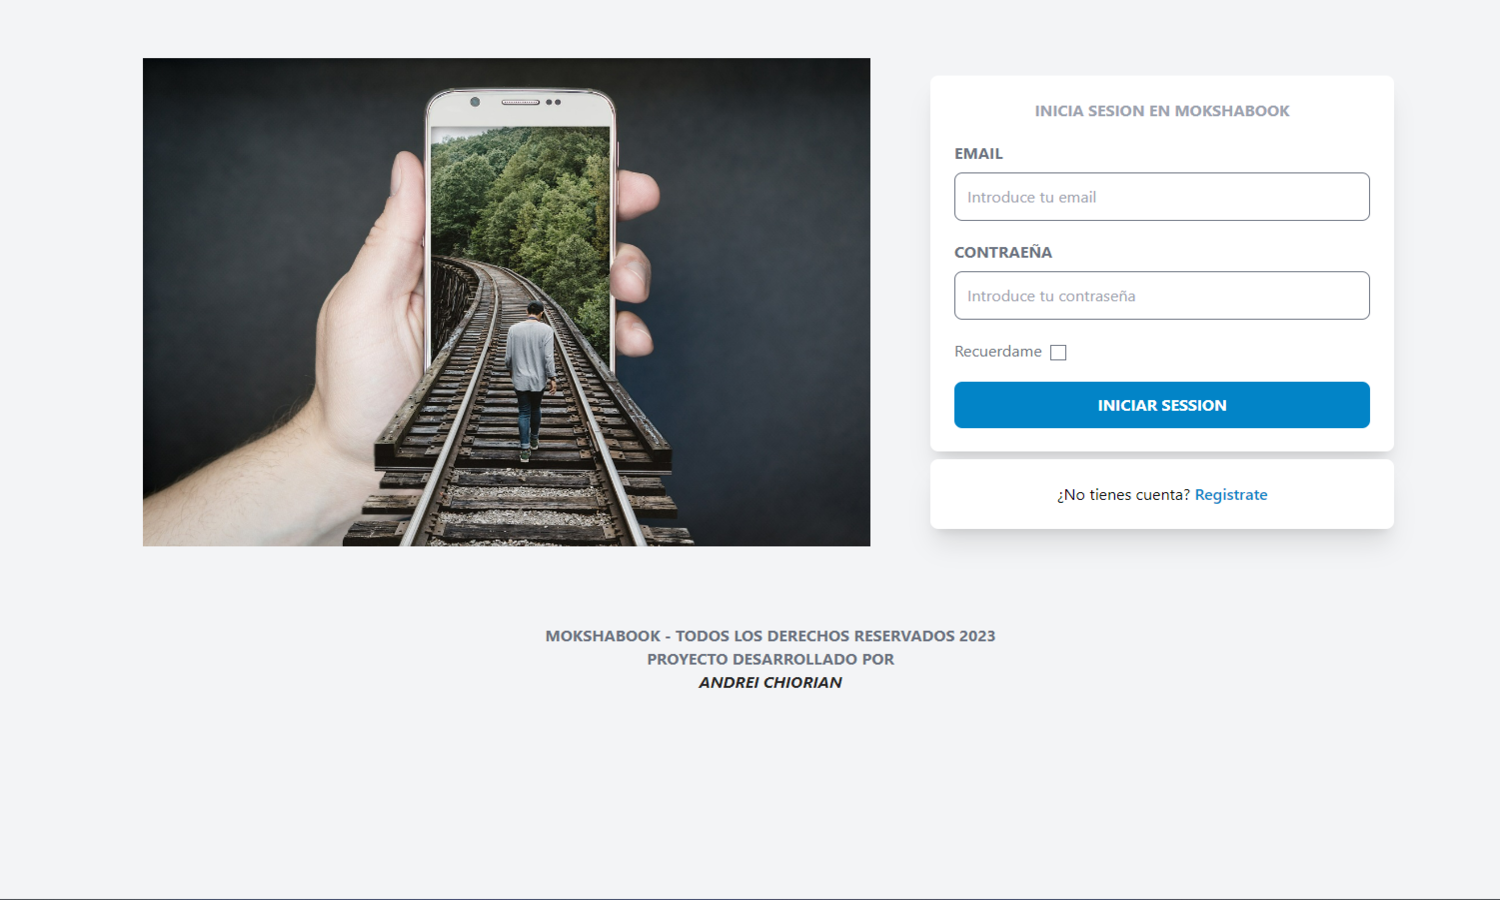 INICIA SESION EN MOKSHABOOK
EMAIL
Introduce tu email
CONTRAEÑA
Introduce tu contraseña
Recuerdame
INICIAR SESSION
¿No tienes cuenta? Registrate
MOKSHABOOK - TODOS LOS DERECHOS RESERVADOS 2023
PROYECTO DESARROLLADO POR
ANDREI CHIORIAN